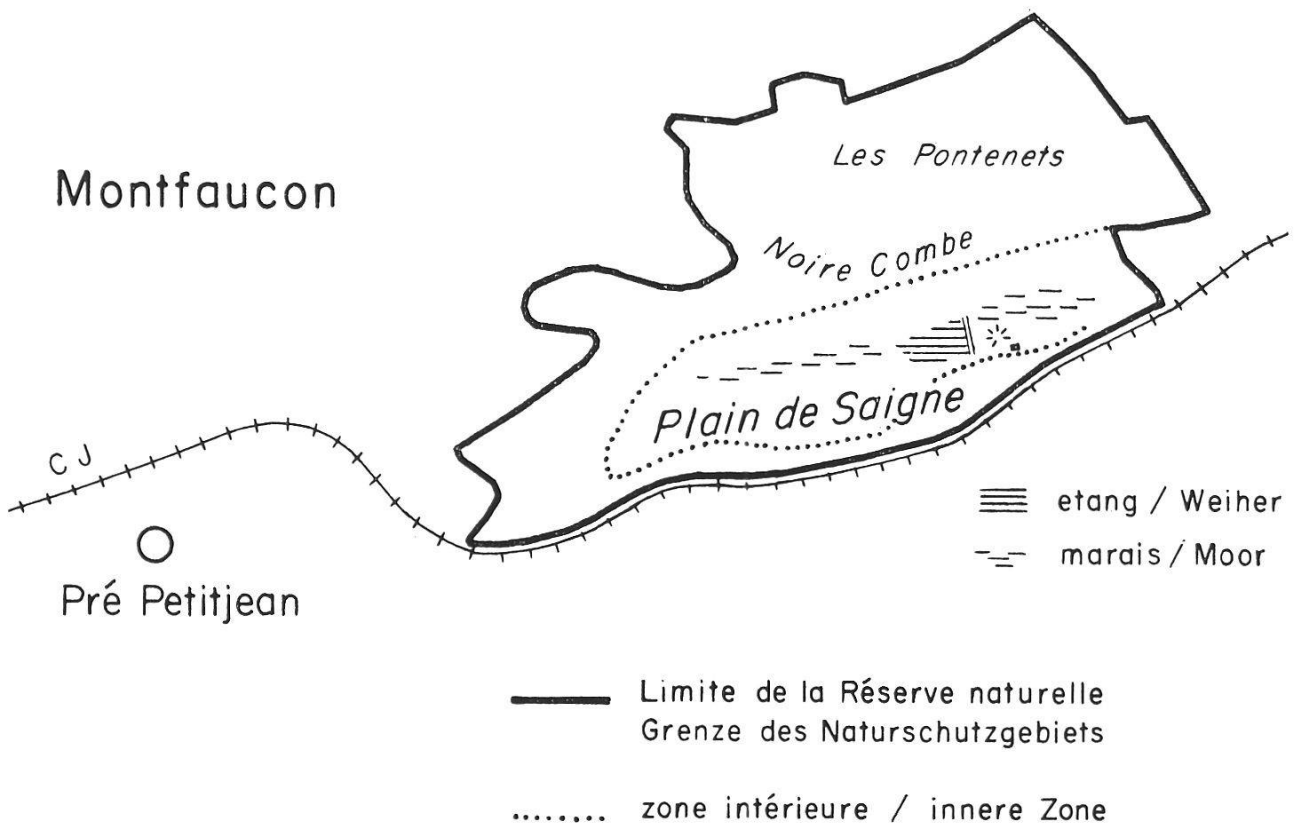 Les Pontenets
Montfaucon
Noire Combe
Plain de Saigne
CJ
etang / Weiher
marais / Moor
Pré Petitjean
Limite de la Réserve naturelle
Grenze des Naturschutzgebiets
zone intérieure / innere Zone